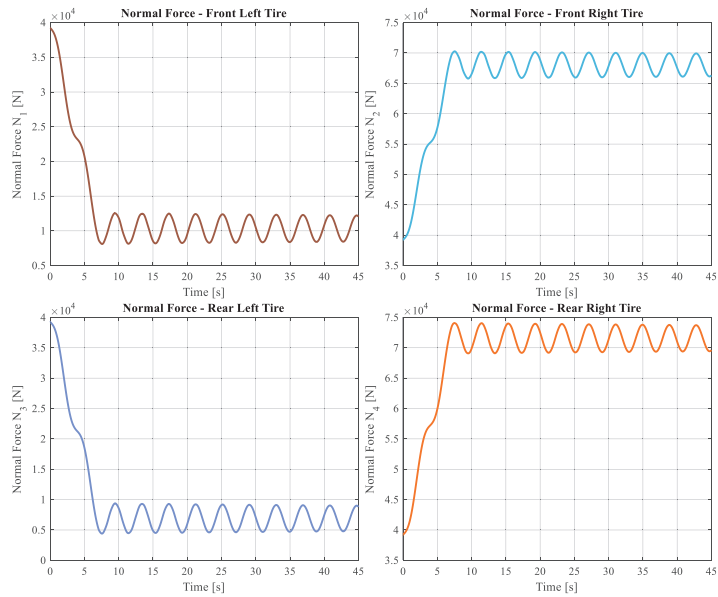 Normal Force - Front Left Tire
×10⁴
Normal Force N₁ [N]
4
3.5
3
2.5
2
1.5
1
0.5
0 5 10 15 20 25 30 35 40 45
Time [s]
Normal Force - Front Right Tire
×10⁴
Normal Force N₂ [N]
7.5
7
6.5
6
5.5
5
4.5
4
3.5
0 5 10 15 20 25 30 35 40 45
Time [s]
Normal Force - Rear Left Tire
×10⁴
Normal Force N₃ [N]
4
3.5
3
2.5
2
1.5
1
0.5
0
0 5 10 15 20 25 30 35 40 45
Time [s]
Normal Force - Rear Right Tire
×10⁴
Normal Force N₄ [N]
7.5
7
6.5
6
5.5
5
4.5
4
3.5
0 5 10 15 20 25 30 35 40 45
Time [s]